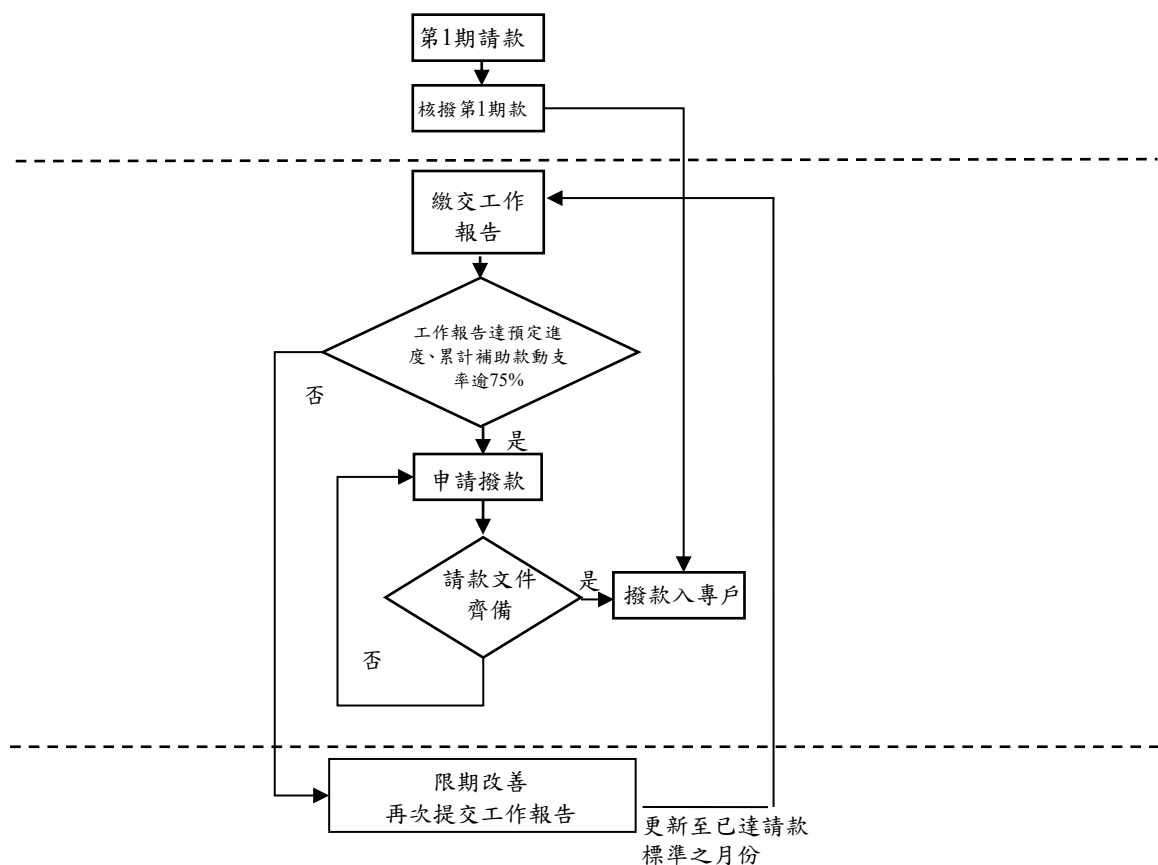 第1期請款
核撥第1期款
繳交工作
報告
工作報告達預定進
度、累計補助款動支
率逾75%
否
是
申請撥款
請款文件
齊備
是
撥款入專戶
否
限期改善
再次提交工作報告
更新至已達請款
標準之月份